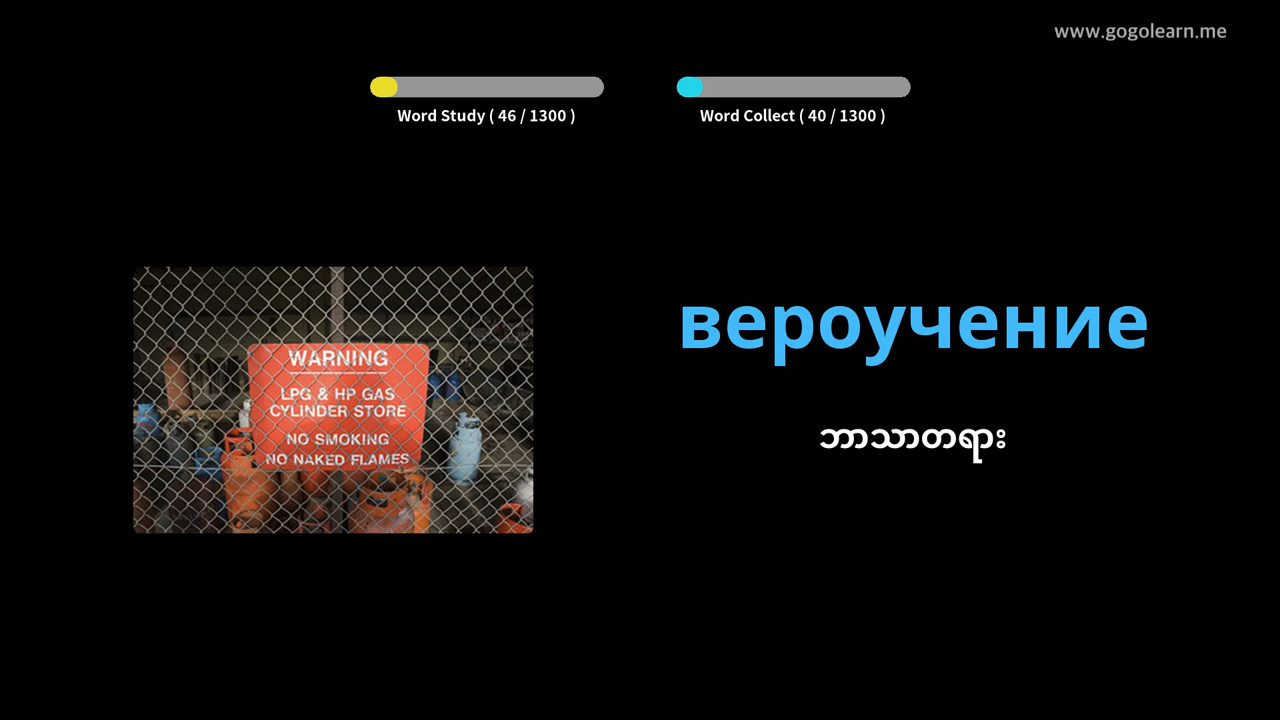 www.gogolearn.me
Word Study ( 46 / 1300 )
Word Collect ( 40 / 1300 )
WARNING
LPG & HP GAS
CYLINDER STORE
NO SMOKING
NO NAKED FLAMES
вероучение
ဘာသာတရား